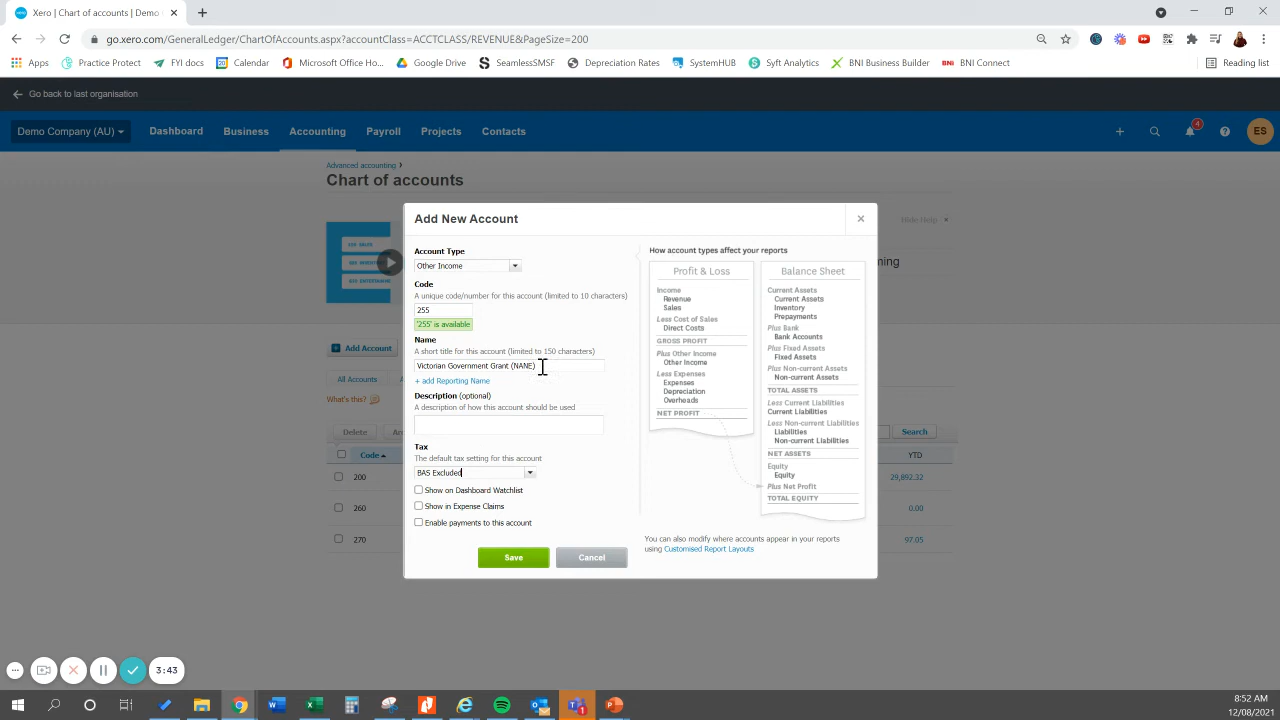 Xero | Chart of accounts | Demo
go.xero.com/GeneralLedger/ChartOfAccounts.aspx?accountClass=ACCTCLASS/REVENUE&PageSize=200
Apps
Practice Protect
FYI docs
Calendar
Microsoft Office Ho...
Google Drive
SeamlessSMSF
Depreciation Rates
SystemHUB
Syft Analytics
BNI Business Builder
BNI Connect
Reading list
Go back to last organisation
Demo Company (AU)
Dashboard
Business
Accounting
Payroll
Projects
Contacts
4
ES
Advanced accounting
Chart of accounts
Add New Account
Account Type
Other Income
Code
A unique code/number for this account (limited to 10 characters)
255
'255' is available
Name
A short title for this account (limited to 150 characters)
Victorian Government Grant (NANE)
+ add Reporting Name
Description (optional)
A description of how this account should be used
Tax
The default tax setting for this account
BAS Excluded
Show on Dashboard Watchlist
Show in Expense Claims
Enable payments to this account
Save
Cancel
How account types affect your reports
Profit & Loss
Income
Revenue
Sales
Less Cost of Sales
Direct Costs
GROSS PROFIT
Plus Other Income
Other Income
Less Expenses
Expenses
Depreciation
Overheads
NET PROFIT
Balance Sheet
Current Assets
Current Assets
Inventory
Prepayments
Plus Bank
Bank Accounts
Plus Fixed Assets
Fixed Assets
Plus Non-current Assets
Non-current Assets
TOTAL ASSETS
Less Current Liabilities
Current Liabilities
Less Non-current Liabilities
Liabilities
Non-current Liabilities
NET ASSETS
Equity
Equity
Plus Net Profit
TOTAL EQUITY
You can also modify where accounts appear in your reports
using Customised Report Layouts
Hide Help
Add Account
All Accounts
What's this?
Delete
Search
Code
YTD
200
29,892.32
260
0.00
270
97.05
3:43
1
8:52 AM
12/08/2021